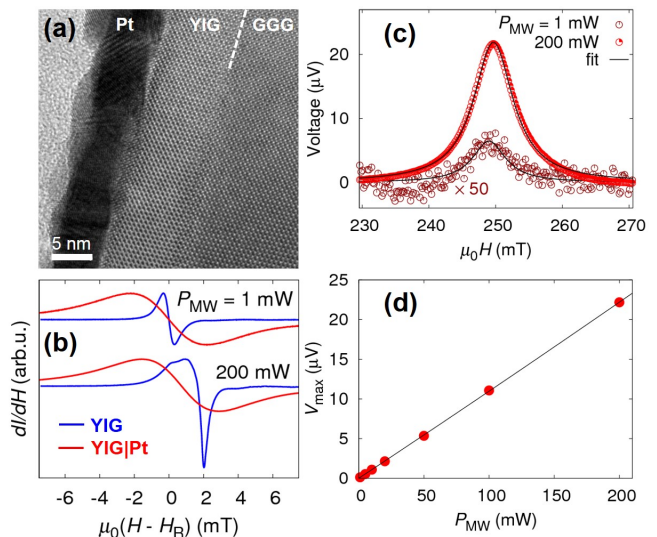 (a)
Pt
YIG
GGG
5 nm
(b)
dI/dH (arb.u.)
P_MW = 1 mW
200 mW
YIG
YIG|Pt
-6 -4 -2 0 2 4 6
μ₀(H - H_R) (mT)
(c)
Voltage (μV)
20
10
0
P_MW = 1 mW
200 mW
fit
× 50
230 240 250 260 270
μ₀H (mT)
(d)
V_max (μV)
25
20
15
10
5
0
0 50 100 150 200
P_MW (mW)